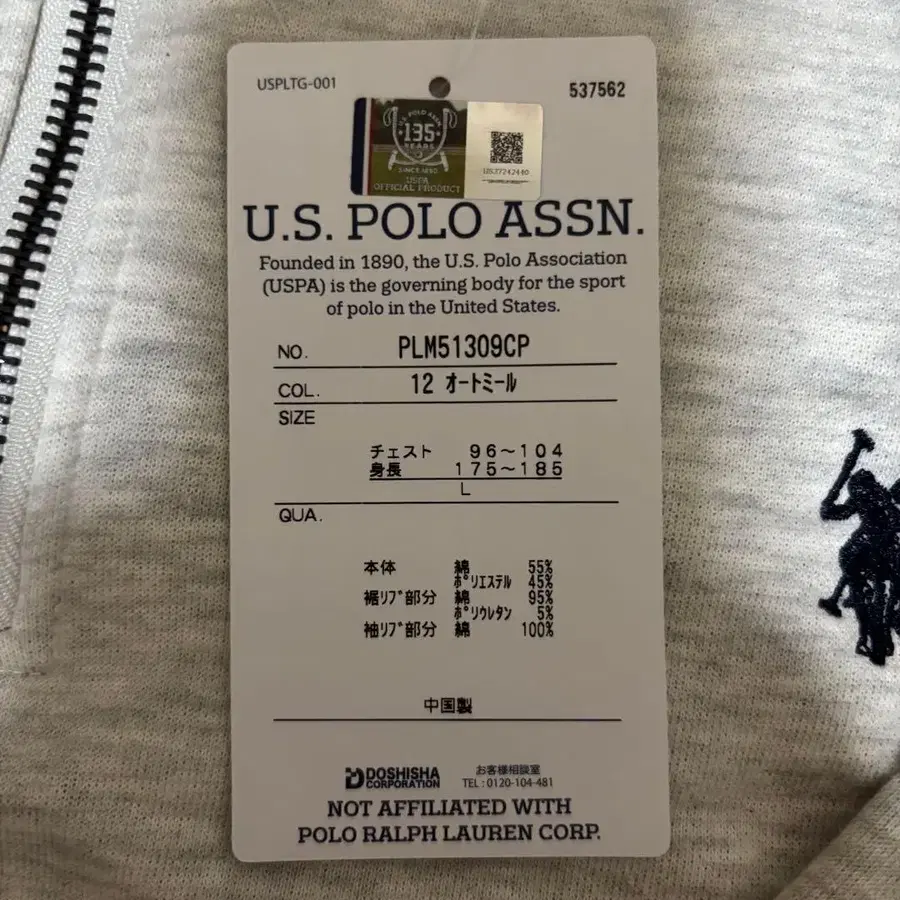 USPLTG-001
537562
U.S. POLO ASSN
135
YEARS
SINCE 1890
USPA
OFFICIAL PRODUCT
US37242440
U.S. POLO ASSN.
Founded in 1890, the U.S. Polo Association
(USPA) is the governing body for the sport
of polo in the United States.
NO. PLM51309CP
COL. 12 オートミール
SIZE
チェスト 96～104
身長 175～185
L
QUA.
本体 綿 55%
ポリエステル 45%
裾リブ部分 綿 95%
ポリウレタン 5%
袖リブ部分 綿 100%
中国製
DOSHISHA
CORPORATION
お客様相談室
TEL : 0120-104-481
NOT AFFILIATED WITH
POLO RALPH LAUREN CORP.